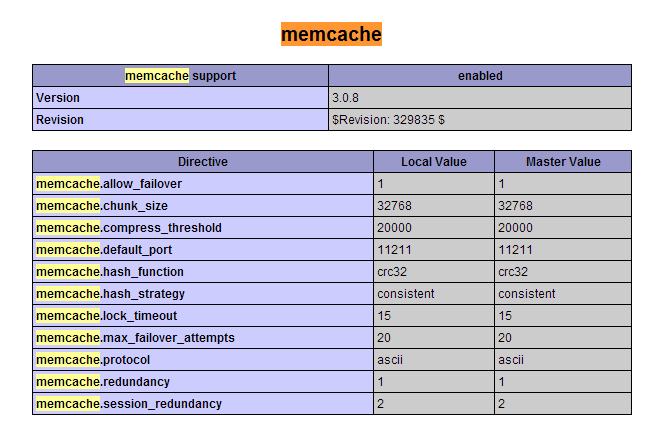 memcache
memcache support enabled
Version 3.0.8
Revision $Revision: 329835 $
Directive Local Value Master Value
memcache.allow_failover 1 1
memcache.chunk_size 32768 32768
memcache.compress_threshold 20000 20000
memcache.default_port 11211 11211
memcache.hash_function crc32 crc32
memcache.hash_strategy consistent consistent
memcache.lock_timeout 15 15
memcache.max_failover_attempts 20 20
memcache.protocol ascii ascii
memcache.redundancy 1 1
memcache.session_redundancy 2 2